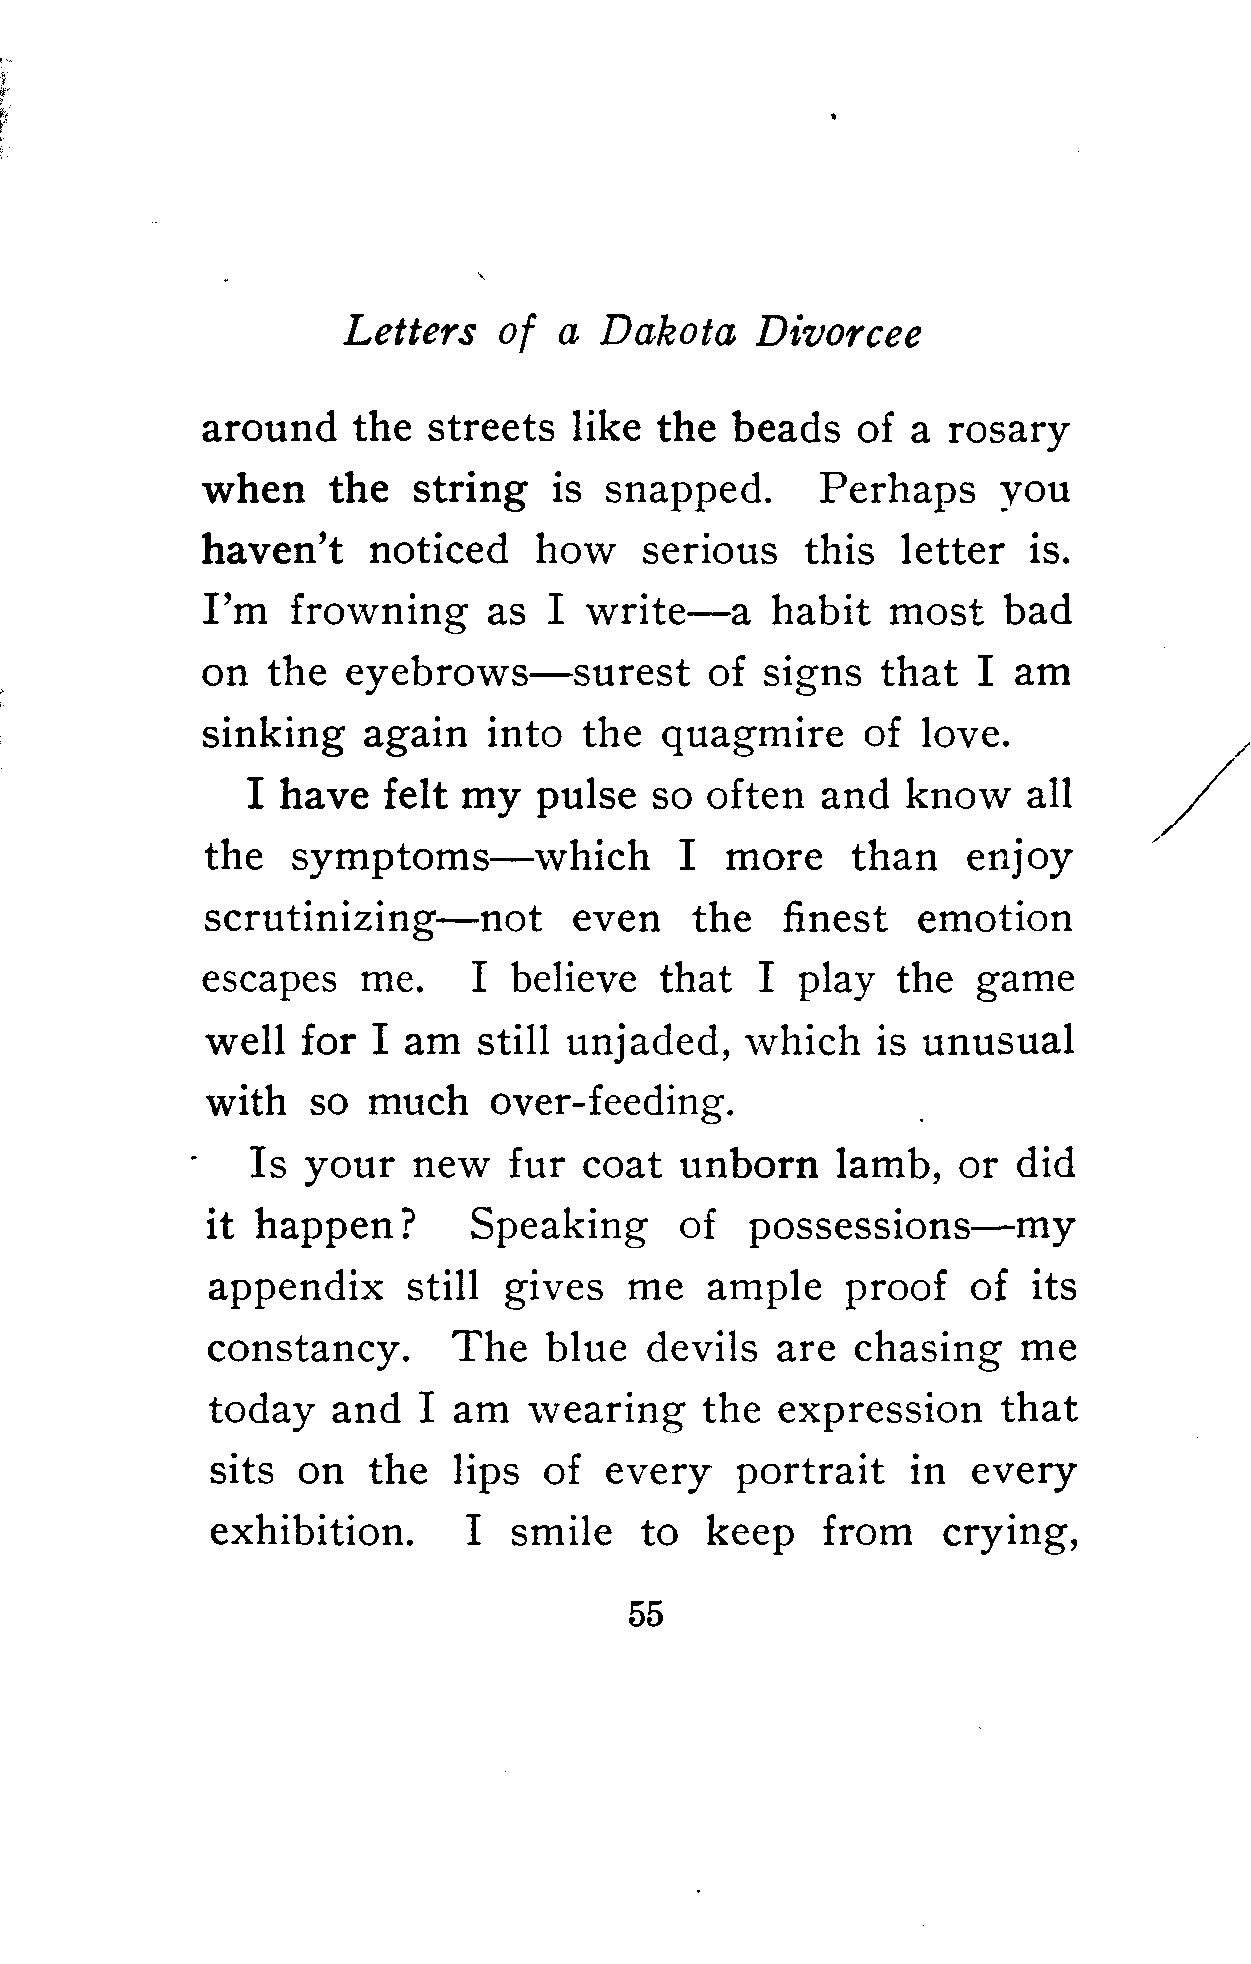 Letters of a Dakota Divorcee
around the streets like the beads of a rosary
when the string is snapped. Perhaps you
haven't noticed how serious this letter is.
I'm frowning as I write—a habit most bad
on the eyebrows—surest of signs that I am
sinking again into the quagmire of love.
I have felt my pulse so often and know all
the symptoms—which I more than enjoy
scrutinizing—not even the finest emotion
escapes me. I believe that I play the game
well for I am still unjaded, which is unusual
with so much over-feeding.
Is your new fur coat unborn lamb, or did
it happen? Speaking of possessions—my
appendix still gives me ample proof of its
constancy. The blue devils are chasing me
today and I am wearing the expression that
sits on the lips of every portrait in every
exhibition. I smile to keep from crying,
55